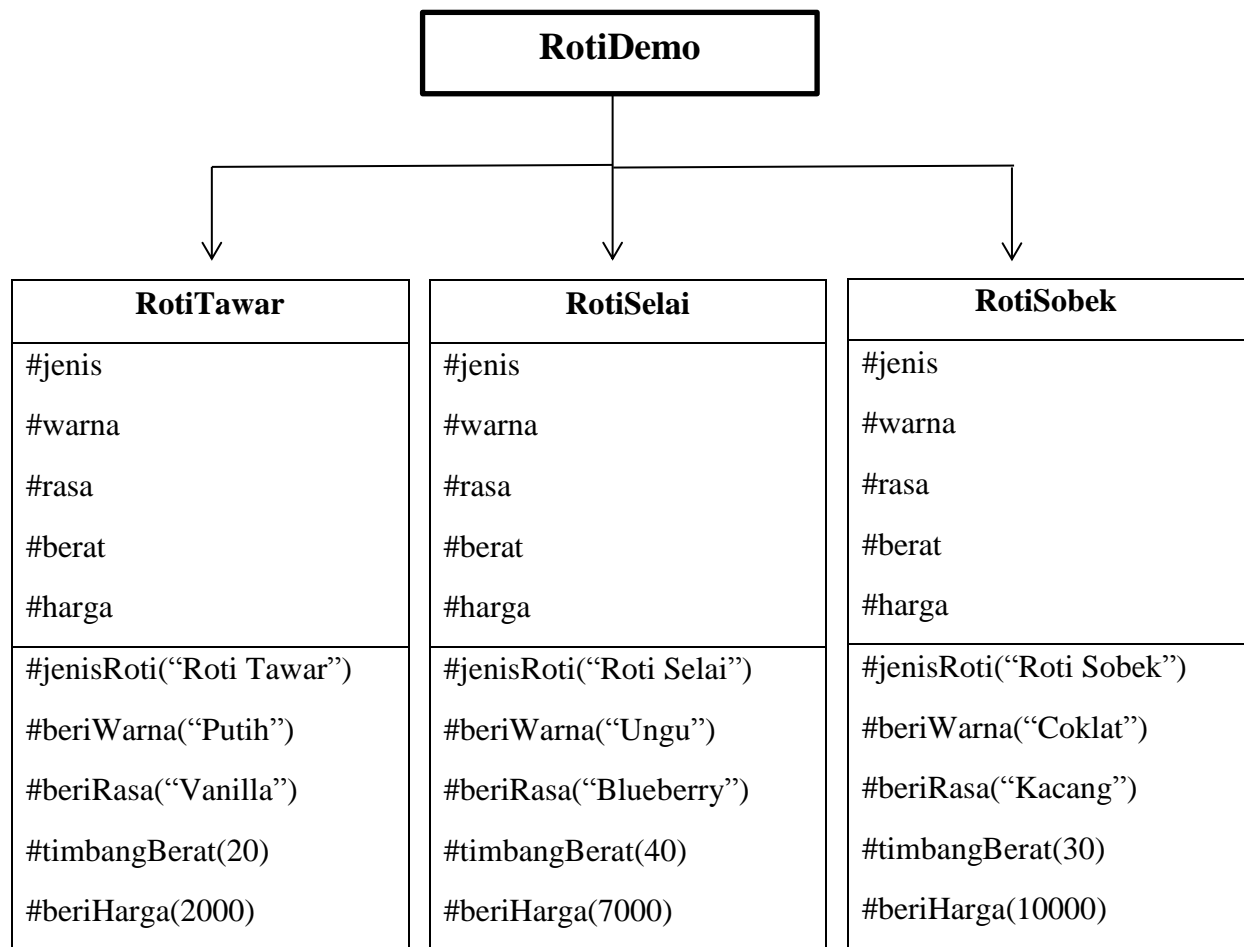 RotiDemo
RotiTawar
#jenis
#warna
#rasa
#berat
#harga
#jenisRoti(“Roti Tawar”)
#beriWarna(“Putih”)
#beriRasa(“Vanilla”)
#timbangBerat(20)
#beriHarga(2000)
RotiSelai
#jenis
#warna
#rasa
#berat
#harga
#jenisRoti(“Roti Selai”)
#beriWarna(“Ungu”)
#beriRasa(“Blueberry”)
#timbangBerat(40)
#beriHarga(7000)
RotiSobek
#jenis
#warna
#rasa
#berat
#harga
#jenisRoti(“Roti Sobek”)
#beriWarna(“Coklat”)
#beriRasa(“Kacang”)
#timbangBerat(30)
#beriHarga(10000)